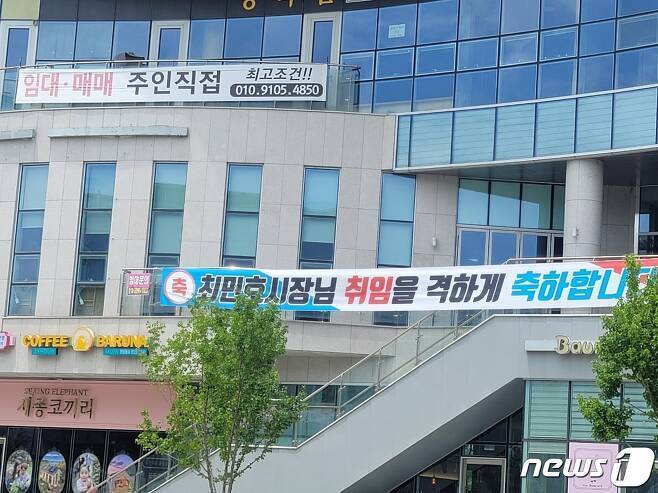 임대·매매 주인직접 최고조건!!
010.9105.4850
축 최민호 시장님 취임을 격하게 축하합니
COFFEE BARUNA
SEJONG ELEPHANT
세종코끼리
news1